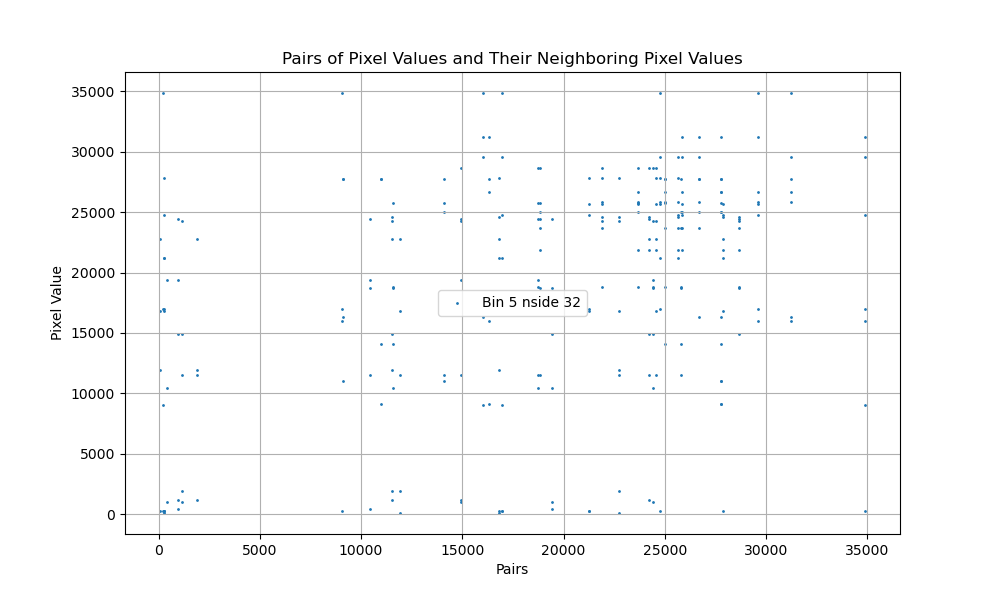 Pairs of Pixel Values and Their Neighboring Pixel Values
35000
30000
25000
20000
15000
10000
5000
0
Pixel Value
Bin 5 nside 32
0 5000 10000 15000 20000 25000 30000 35000
Pairs